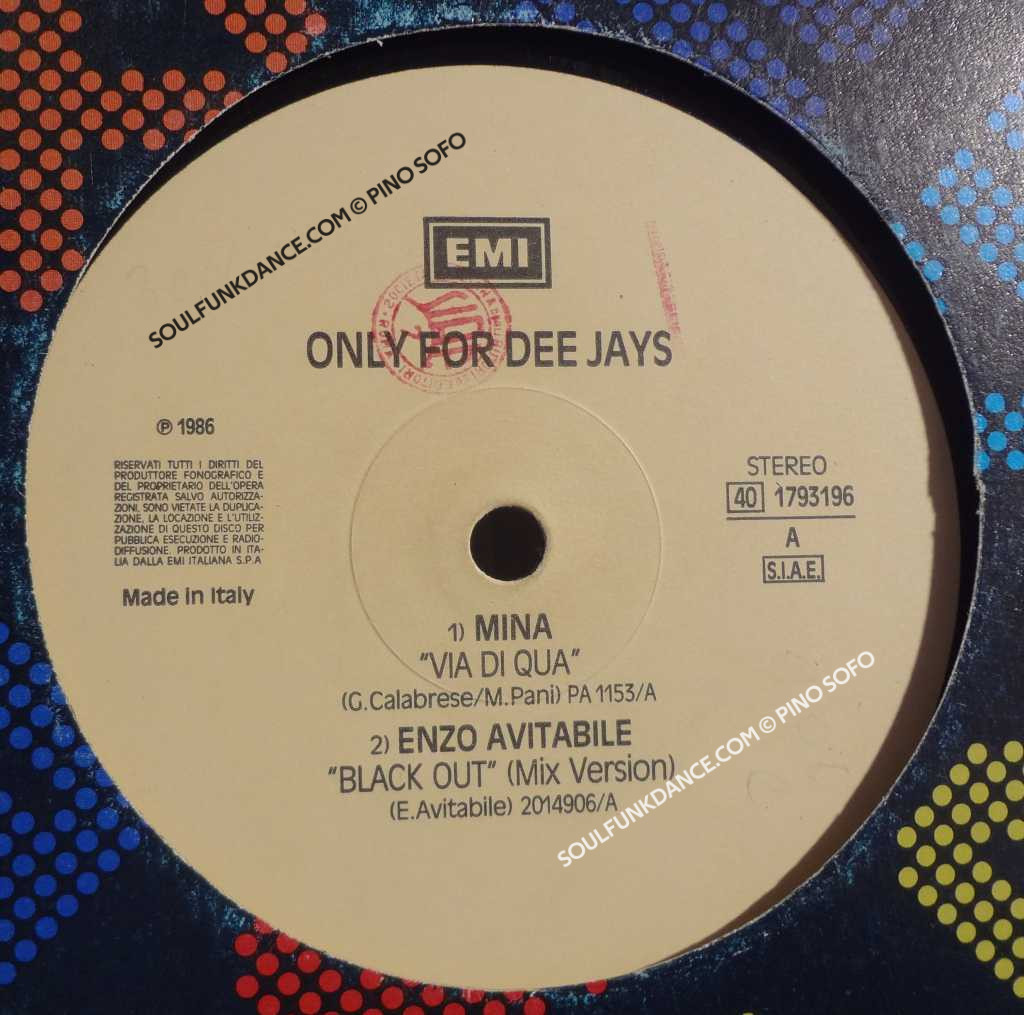 SOULFUNKDANCE.COM © PINO SOFO
EMI
ONLY FOR DEE JAYS
℗ 1986
RISERVATI TUTTI I DIRITTI DEL
PRODUTTORE FONOGRAFICO E
DEL PROPRIETARIO DELL'OPERA
REGISTRATA SALVO AUTORIZZA-
ZIONI. SONO VIETATE LA DUPLICA-
ZIONE, LA LOCAZIONE E L'UTILIZ-
ZAZIONE DI QUESTO DISCO PER
PUBBLICA ESECUZIONE E RADIO-
DIFFUSIONE. PRODOTTO IN ITA-
LIA DALLA EMI ITALIANA S.P.A
Made in Italy
STEREO
40 1793196
A
S.I.A.E.
1) MINA
"VIA DI QUA"
(G.Calabrese/M.Pani) PA 1153/A
2) ENZO AVITABILE
"BLACK OUT" (Mix Version)
(E.Avitabile) 2014906/A
SOULFUNKDANCE.COM © PINO SOFO